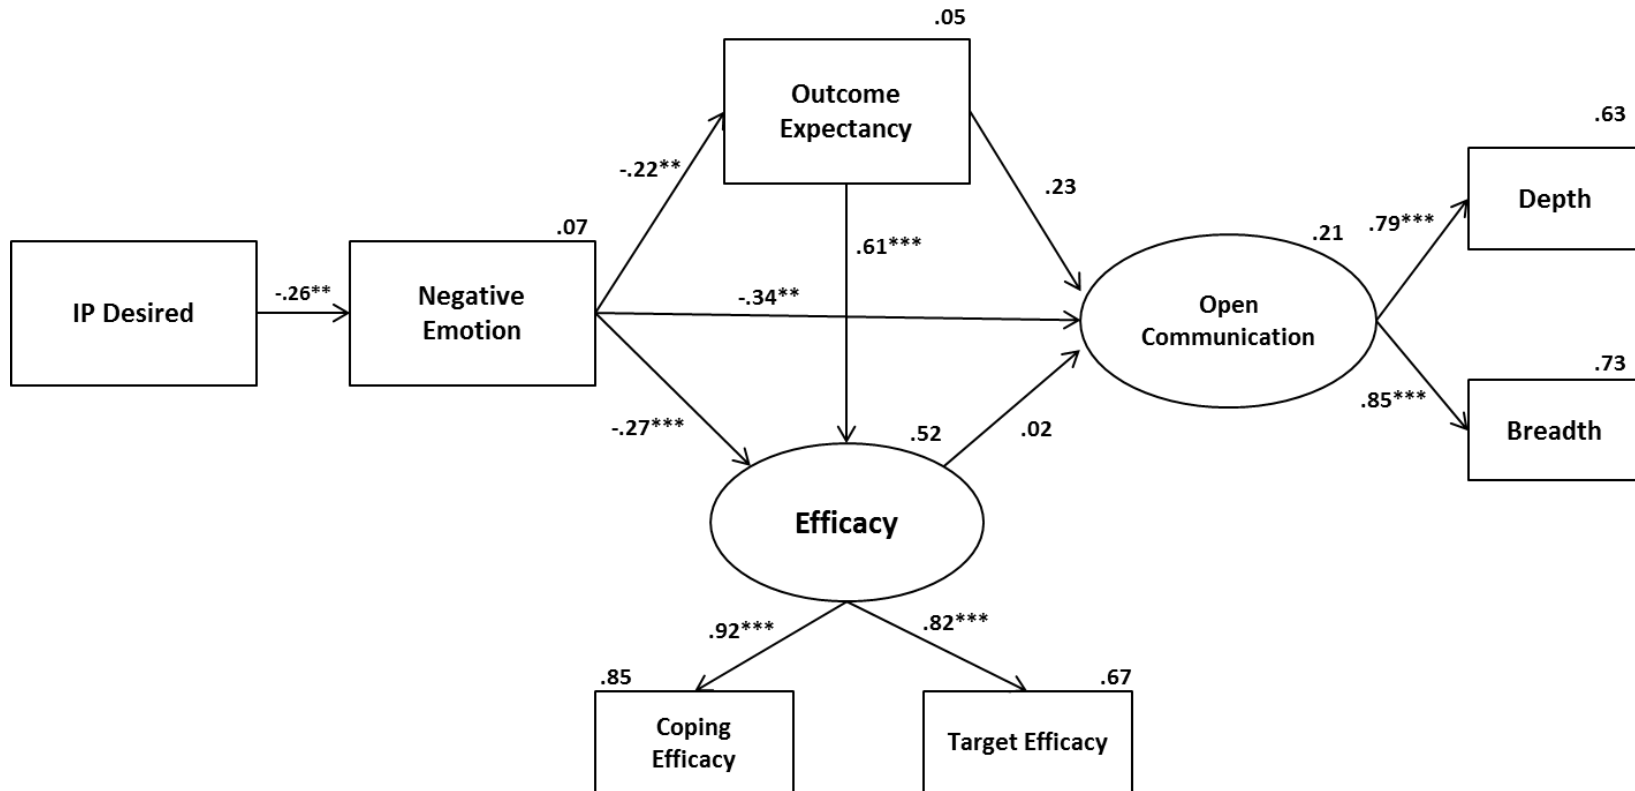 .05
Outcome
Expectancy
.63
Depth
-.22**
.23
.79***
.07
.21
.61***
IP Desired
-.26**
Negative
Emotion
-.34**
Open
Communication
.73
.85***
Breadth
-.27***
.52
.02
Efficacy
.92***
.82***
.85
.67
Coping
Efficacy
Target Efficacy